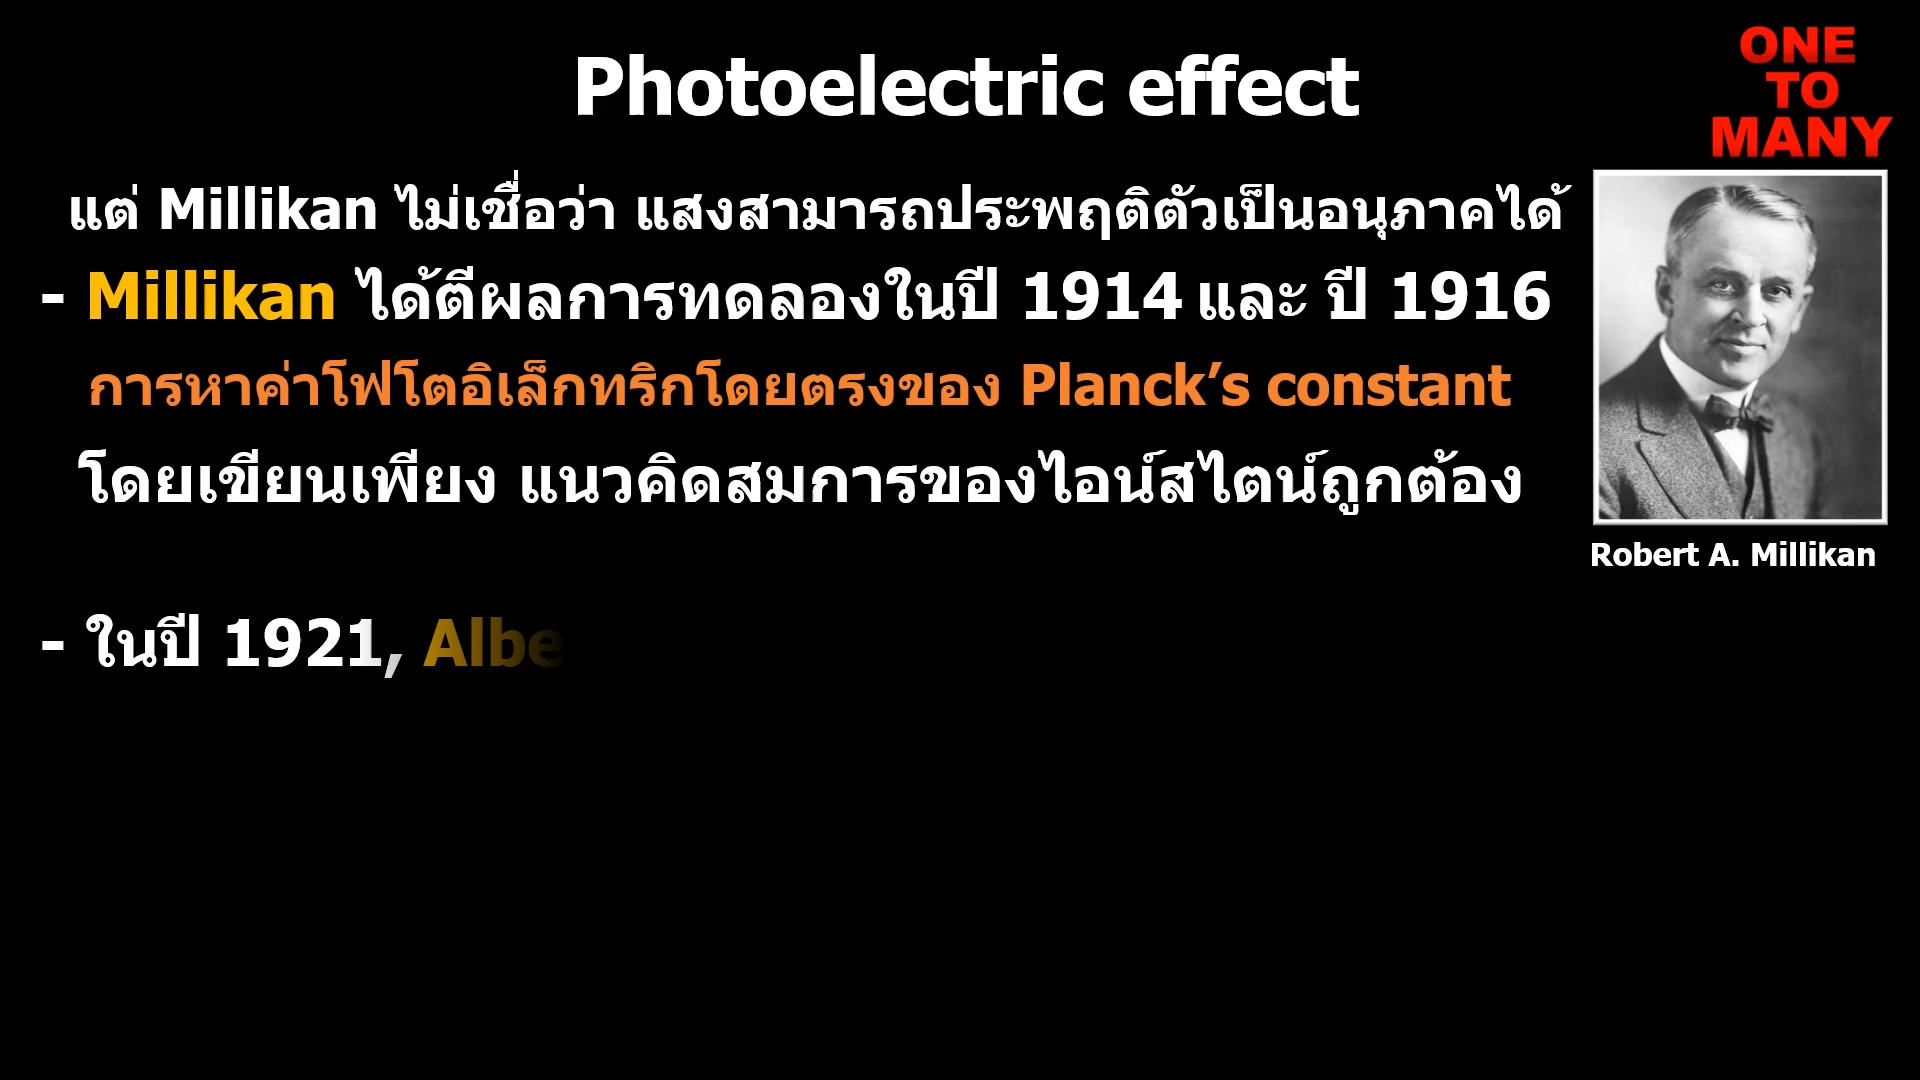 Photoelectric effect
ONE
TO
MANY
แต่ Millikan ไม่เชื่อว่า แสงสามารถประพฤติตัวเป็นอนุภาคได้
- Millikan ได้ตีผลการทดลองในปี 1914 และ ปี 1916
การหาค่าโฟโตอิเล็กทริกโดยตรงของ Planck’s constant
โดยเขียนเพียง แนวคิดสมการของไอน์สไตน์ถูกต้อง
Robert A. Millikan
- ในปี 1921, Albe